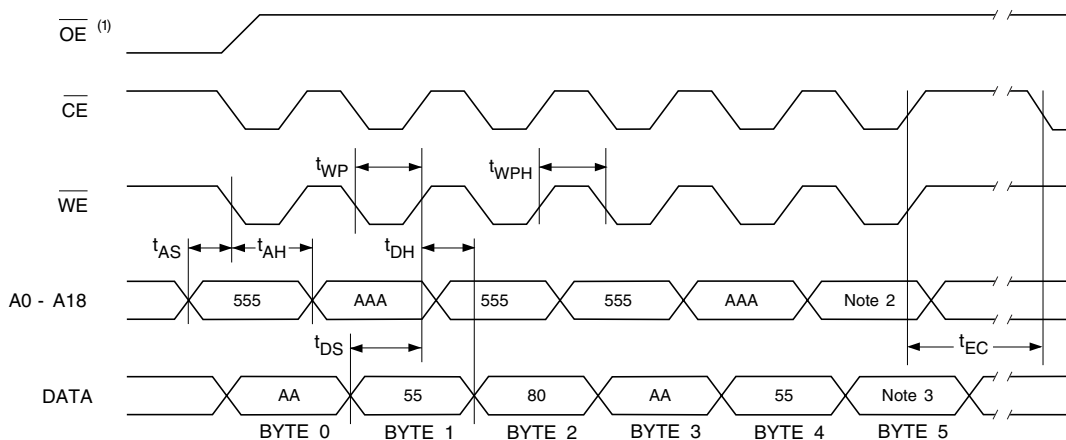 OE (1)
CE
tWP tWPH
WE
tAS tAH tDH
A0 - A18 555 AAA 555 555 AAA Note 2
tDS tEC
DATA AA 55 80 AA 55 Note 3
BYTE 0 BYTE 1 BYTE 2 BYTE 3 BYTE 4 BYTE 5